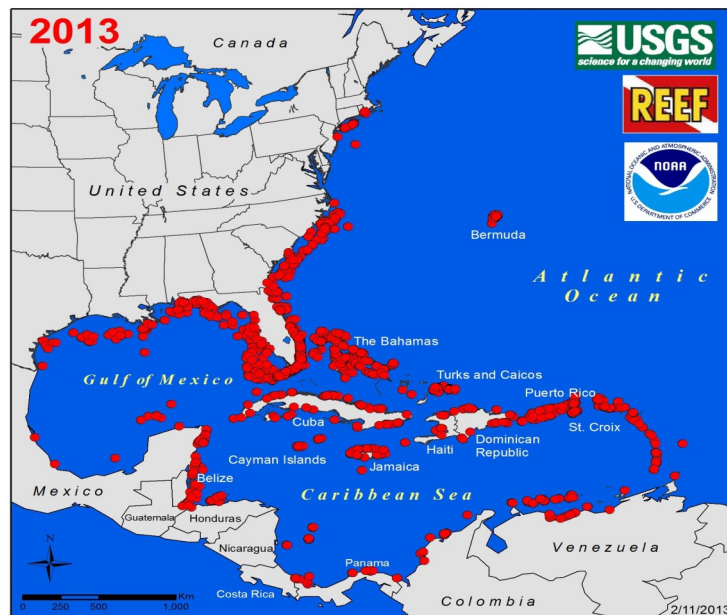 2013
Canada
USGS
science for a changing world
REEF
NATIONAL OCEANIC AND ATMOSPHERIC ADMINISTRATION
NOAA
U.S. DEPARTMENT OF COMMERCE
United States
Bermuda
Atlantic
Ocean
The Bahamas
Gulf of Mexico
Turks and Caicos
Puerto Rico
Cuba
St. Croix
Haiti
Dominican
Republic
Cayman Islands
Jamaica
Belize
Mexico
Caribbean Sea
Guatemala
Honduras
N
Nicaragua
Venezuela
Panama
Km
0 250 500 1,000
Costa Rica
Colombia
2/11/2013